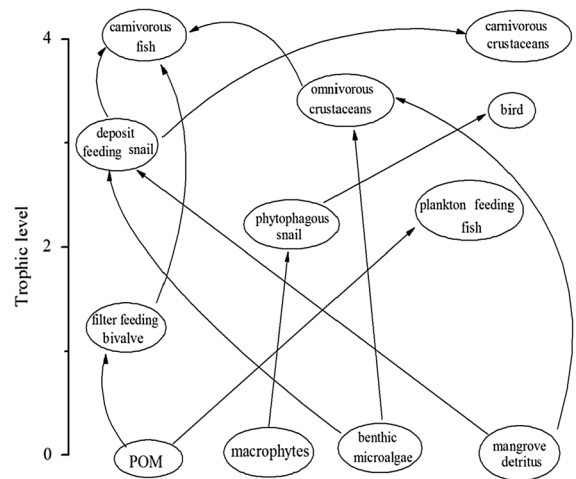 4
carnivorous
fish
carnivorous
crustaceans
omnivorous
crustaceans
bird
deposit
feeding snail
plankton feeding
fish
phytophagous
snail
Trophic level
2
filter feeding
bivalve
0
POM
macrophytes
benthic
microalgae
mangrove
detritus